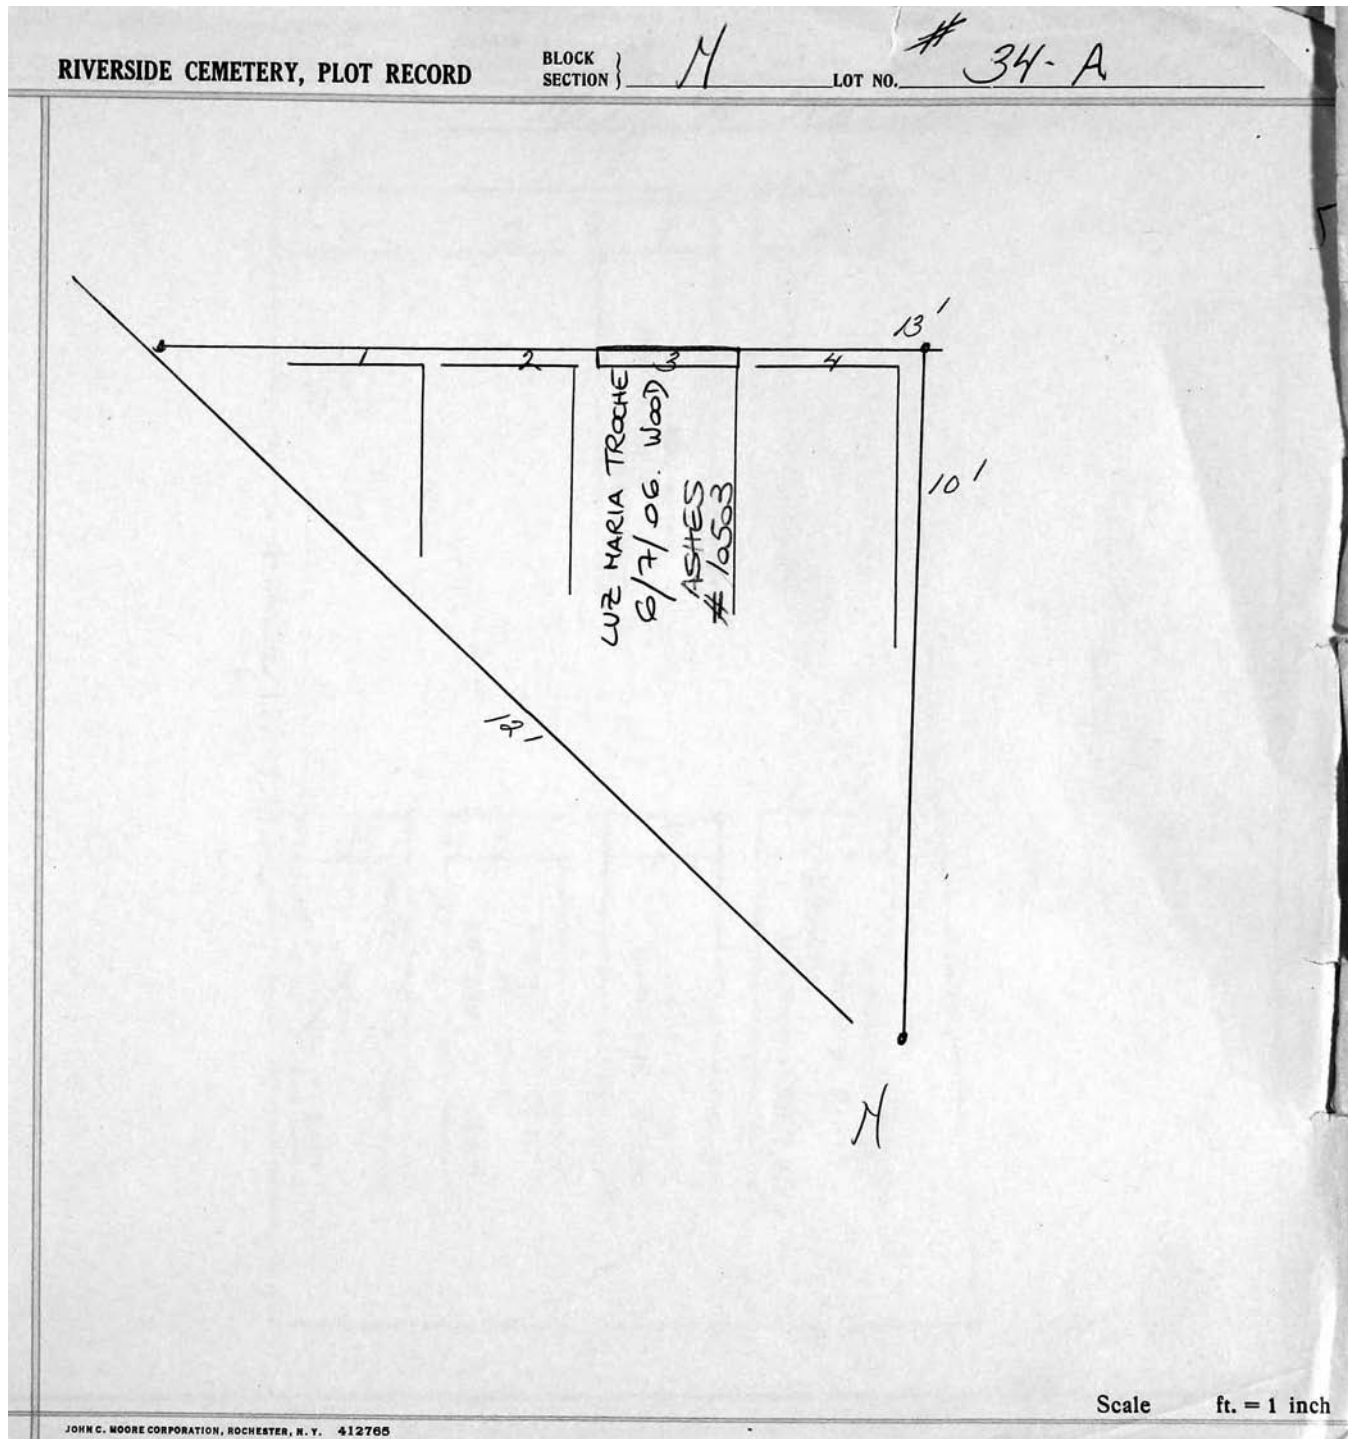 RIVERSIDE CEMETERY, PLOT RECORD
BLOCK
SECTION } M
LOT NO. # 34-A
13'
1 2 3 4
LUZ MARIA TROCHE
6/7/06. WOOD
ASHES
# 10503
10'
12'
M
Scale ft. = 1 inch
JOHN C. MOORE CORPORATION, ROCHESTER, N. Y. 412765